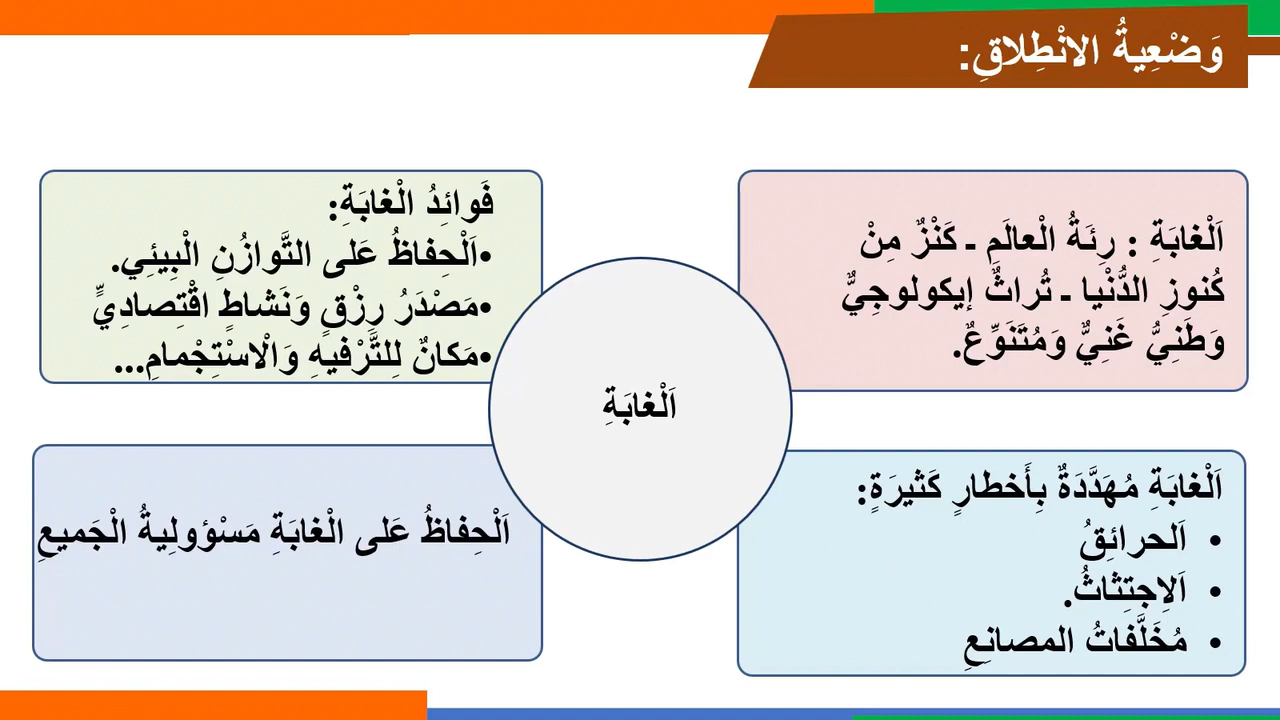 وَضْعِيةُ الانْطِلاقِ:
اَلْغابَةِ : رِئَةُ الْعالَمِ ـ كَنْزٌ مِنْ
كُنوزِ الدُّنْيا ـ تُراثٌ إيكولوجِيٌّ
وَطَنِيُّ غَنِيٌّ وَمُتَنَوِّعٌ.
فَوائِدُ الْغابَةِ:
•اَلْحِفاظُ عَلى التَّوازُنِ الْبِيئِي.
•مَصْدَرُ رِزْقٍ وَنَشاطٍ اقْتِصادِيٍّ
•مَكانٌ لِلتَّرْفيهِ وَالْاسْتِجْمامِ...
اَلْغابَةِ
اَلْغابَةِ مُهَدَّدَةٌ بِأَخطارٍ كَثيرَةٍ:
• اَلحرائِقُ
• اَلاِجتِثاثُ.
• مُخَلَّفاتُ المصانِعِ
اَلْحِفاظُ عَلى الْغابَةِ مَسْؤولِيةُ الْجَميعِ